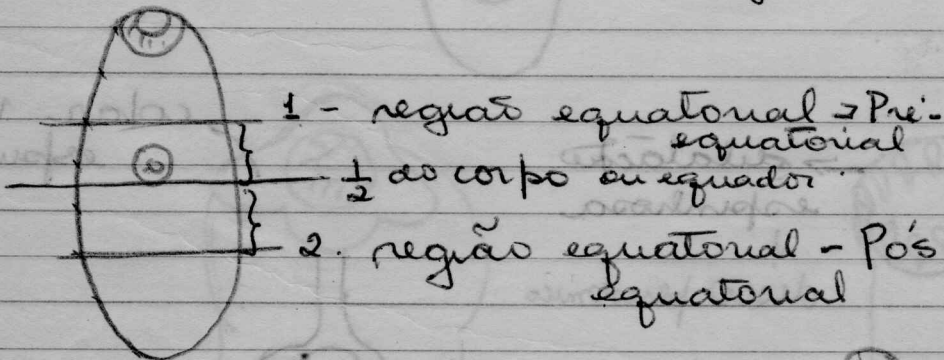 1 - região equatorial → Pré-
equatorial
1/2 do corpo ou equador.
2. região equatorial - Pós
equatorial